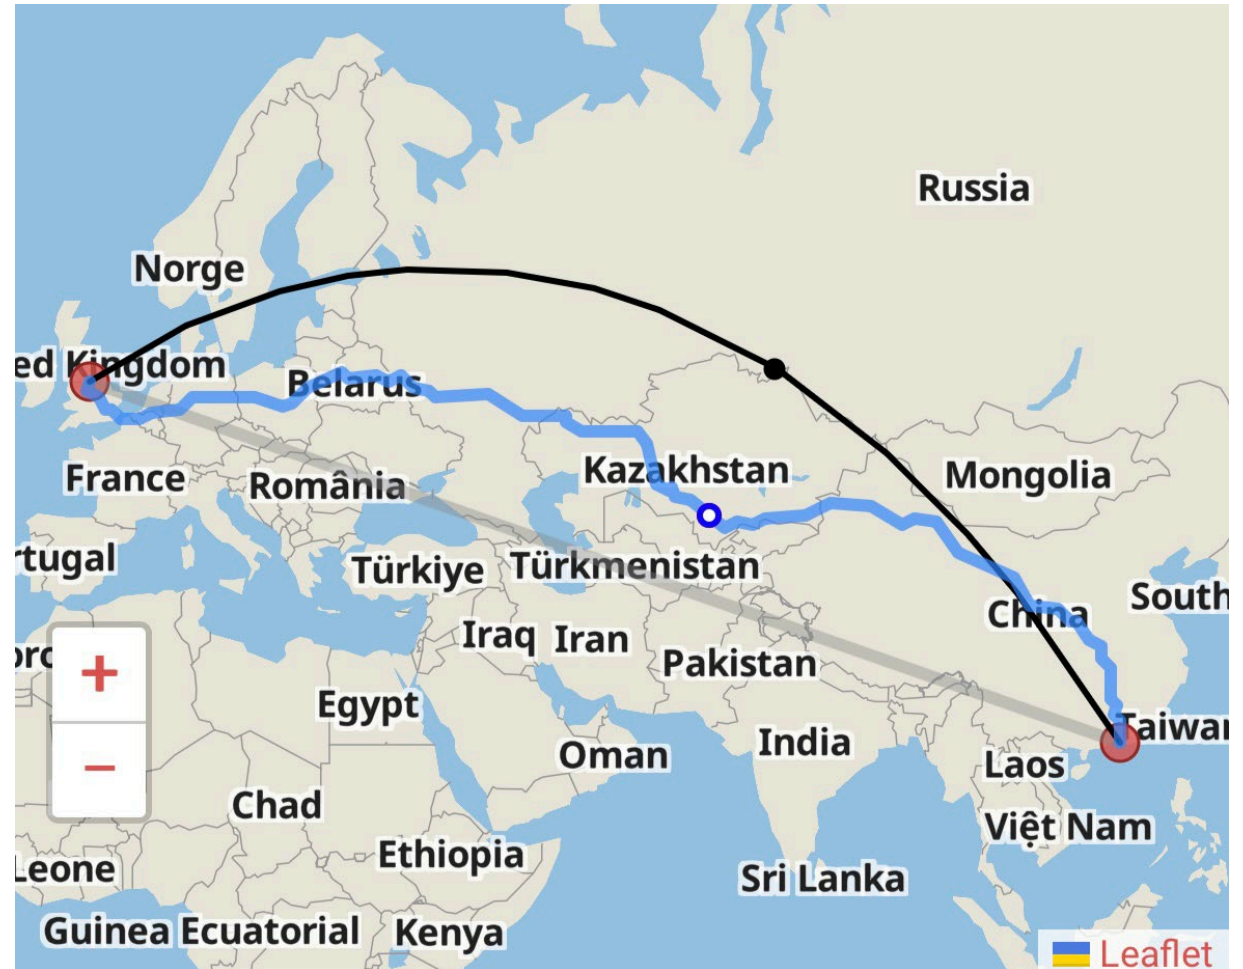 Russia
Norge
ed Kingdom
Belarus
France
România
Kazakhstan
Mongolia
rtugal
Türkiye
Türkmenistan
South
China
Iraq
Iran
Pakistan
+
Egypt
Taiwan
India
Oman
Laos
−
Chad
Việt Nam
Ethiopia
Leone
Sri Lanka
Guinea Ecuatorial
Kenya
Leaflet